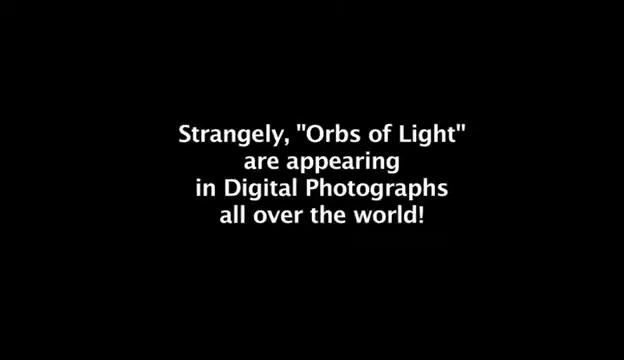 Strangely, "Orbs of Light"
are appearing
in Digital Photographs
all over the world!